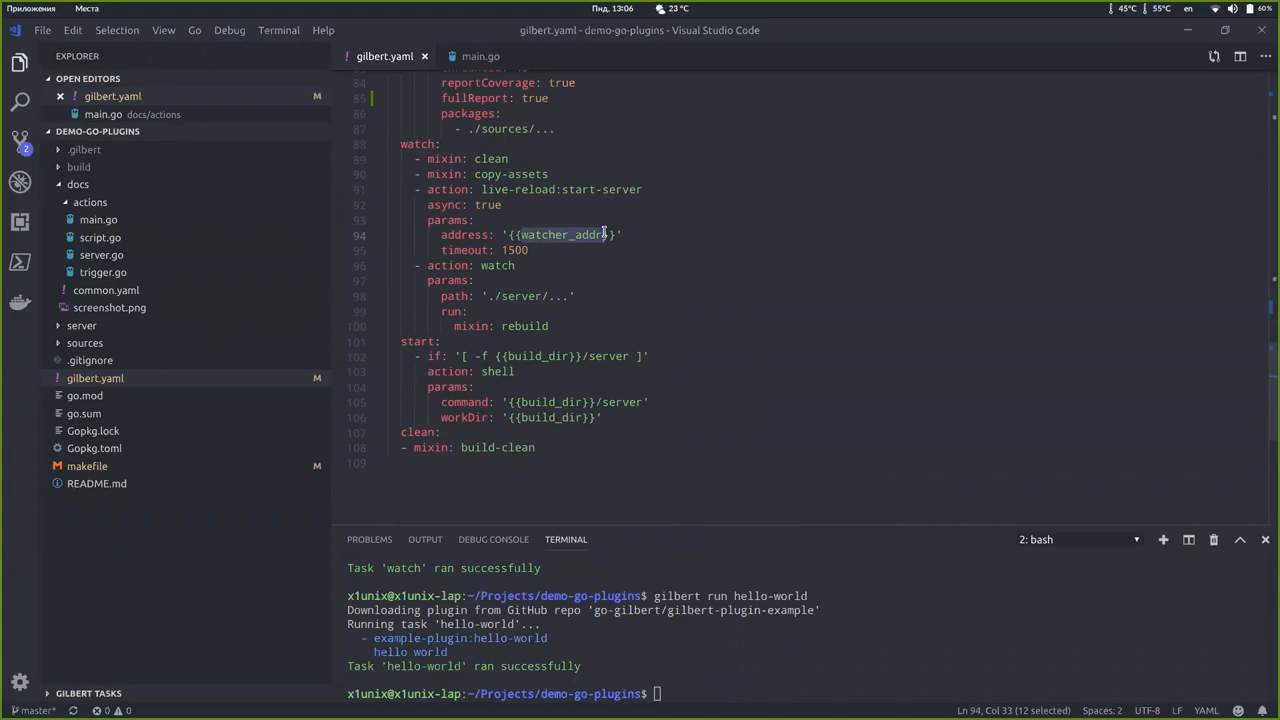 Приложения Места Пнд, 13:06 23 °C 45°C 55°C en 60%
File Edit Selection View Go Debug Terminal Help gilbert.yaml - demo-go-plugins - Visual Studio Code
EXPLORER
OPEN EDITORS
gilbert.yaml M
main.go docs/actions
DEMO-GO-PLUGINS
.gilbert
build
docs
actions
main.go
script.go
server.go
trigger.go
common.yaml
screenshot.png
server
sources
.gitignore
gilbert.yaml M
go.mod
go.sum
Gopkg.lock
Gopkg.toml
makefile M
README.md
GILBERT TASKS
2
gilbert.yaml main.go
84 reportCoverage: true
85 fullReport: true
86 packages:
87 - ./sources/...
88 watch:
89 - mixin: clean
90 - mixin: copy-assets
91 - action: live-reload:start-server
92 async: true
93 params:
94 address: '{{watcher_addr}}'
95 timeout: 1500
96 - action: watch
97 params:
98 path: './server/...'
99 run:
100 mixin: rebuild
101 start:
102 - if: '[ -f {{build_dir}}/server ]'
103 action: shell
104 params:
105 command: '{{build_dir}}/server'
106 workDir: '{{build_dir}}'
107 clean:
108 - mixin: build-clean
109
PROBLEMS OUTPUT DEBUG CONSOLE TERMINAL 2: bash
Task 'watch' ran successfully
x1unix@x1unix-lap:~/Projects/demo-go-plugins$ gilbert run hello-world
Downloading plugin from GitHub repo 'go-gilbert/gilbert-plugin-example'
Running task 'hello-world'...
- example-plugin:hello-world
hello world
Task 'hello-world' ran successfully
x1unix@x1unix-lap:~/Projects/demo-go-plugins$
master* 0 0 Ln 94, Col 33 (12 selected) Spaces: 2 UTF-8 LF YAML